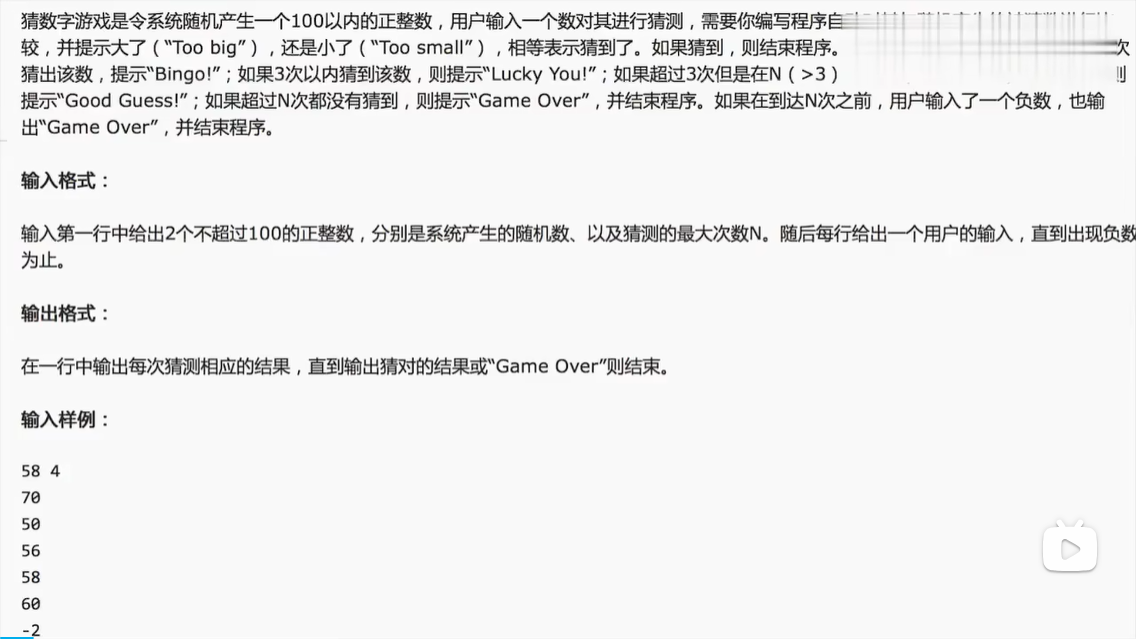 猜数字游戏是令系统随机产生一个100以内的正整数，用户输入一个数对其进行猜测，需要你编写程序自
较，并提示大了（“Too big”），还是小了（“Too small”），相等表示猜到了。如果猜到，则结束程序。 次
猜出该数，提示“Bingo!”；如果3次以内猜到该数，则提示“Lucky You!”；如果超过3次但是在N（>3）
提示“Good Guess!”；如果超过N次都没有猜到，则提示“Game Over”，并结束程序。如果在到达N次之前，用户输入了一个负数，也输
出“Game Over”，并结束程序。
输入格式：
输入第一行中给出2个不超过100的正整数，分别是系统产生的随机数、以及猜测的最大次数N。随后每行给出一个用户的输入，直到出现负数
为止。
输出格式：
在一行中输出每次猜测相应的结果，直到输出猜对的结果或“Game Over”则结束。
输入样例：
58 4
70
50
56
58
60
-2